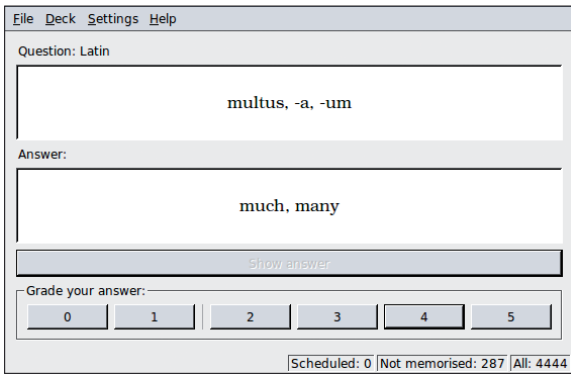 File Deck Settings Help
Question: Latin
multus, -a, -um
Answer:
much, many
Show answer
Grade your answer:
0 1 2 3 4 5
Scheduled: 0 Not memorised: 287 All: 4444